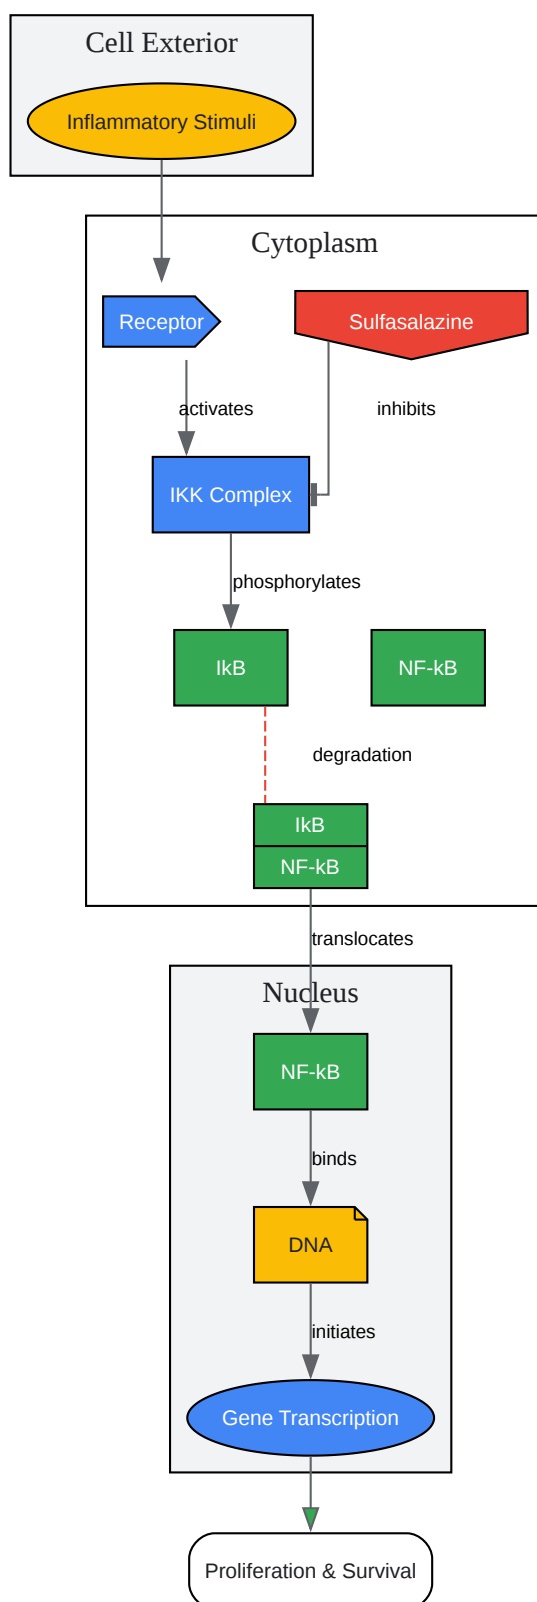 Cell Exterior
Inflammatory Stimuli
Cytoplasm
Receptor
Sulfasalazine
activates
inhibits
IKK Complex
phosphorylates
IkB
NF-kB
degradation
IkB
NF-kB
translocates
Nucleus
NF-kB
binds
DNA
initiates
Gene Transcription
Proliferation & Survival